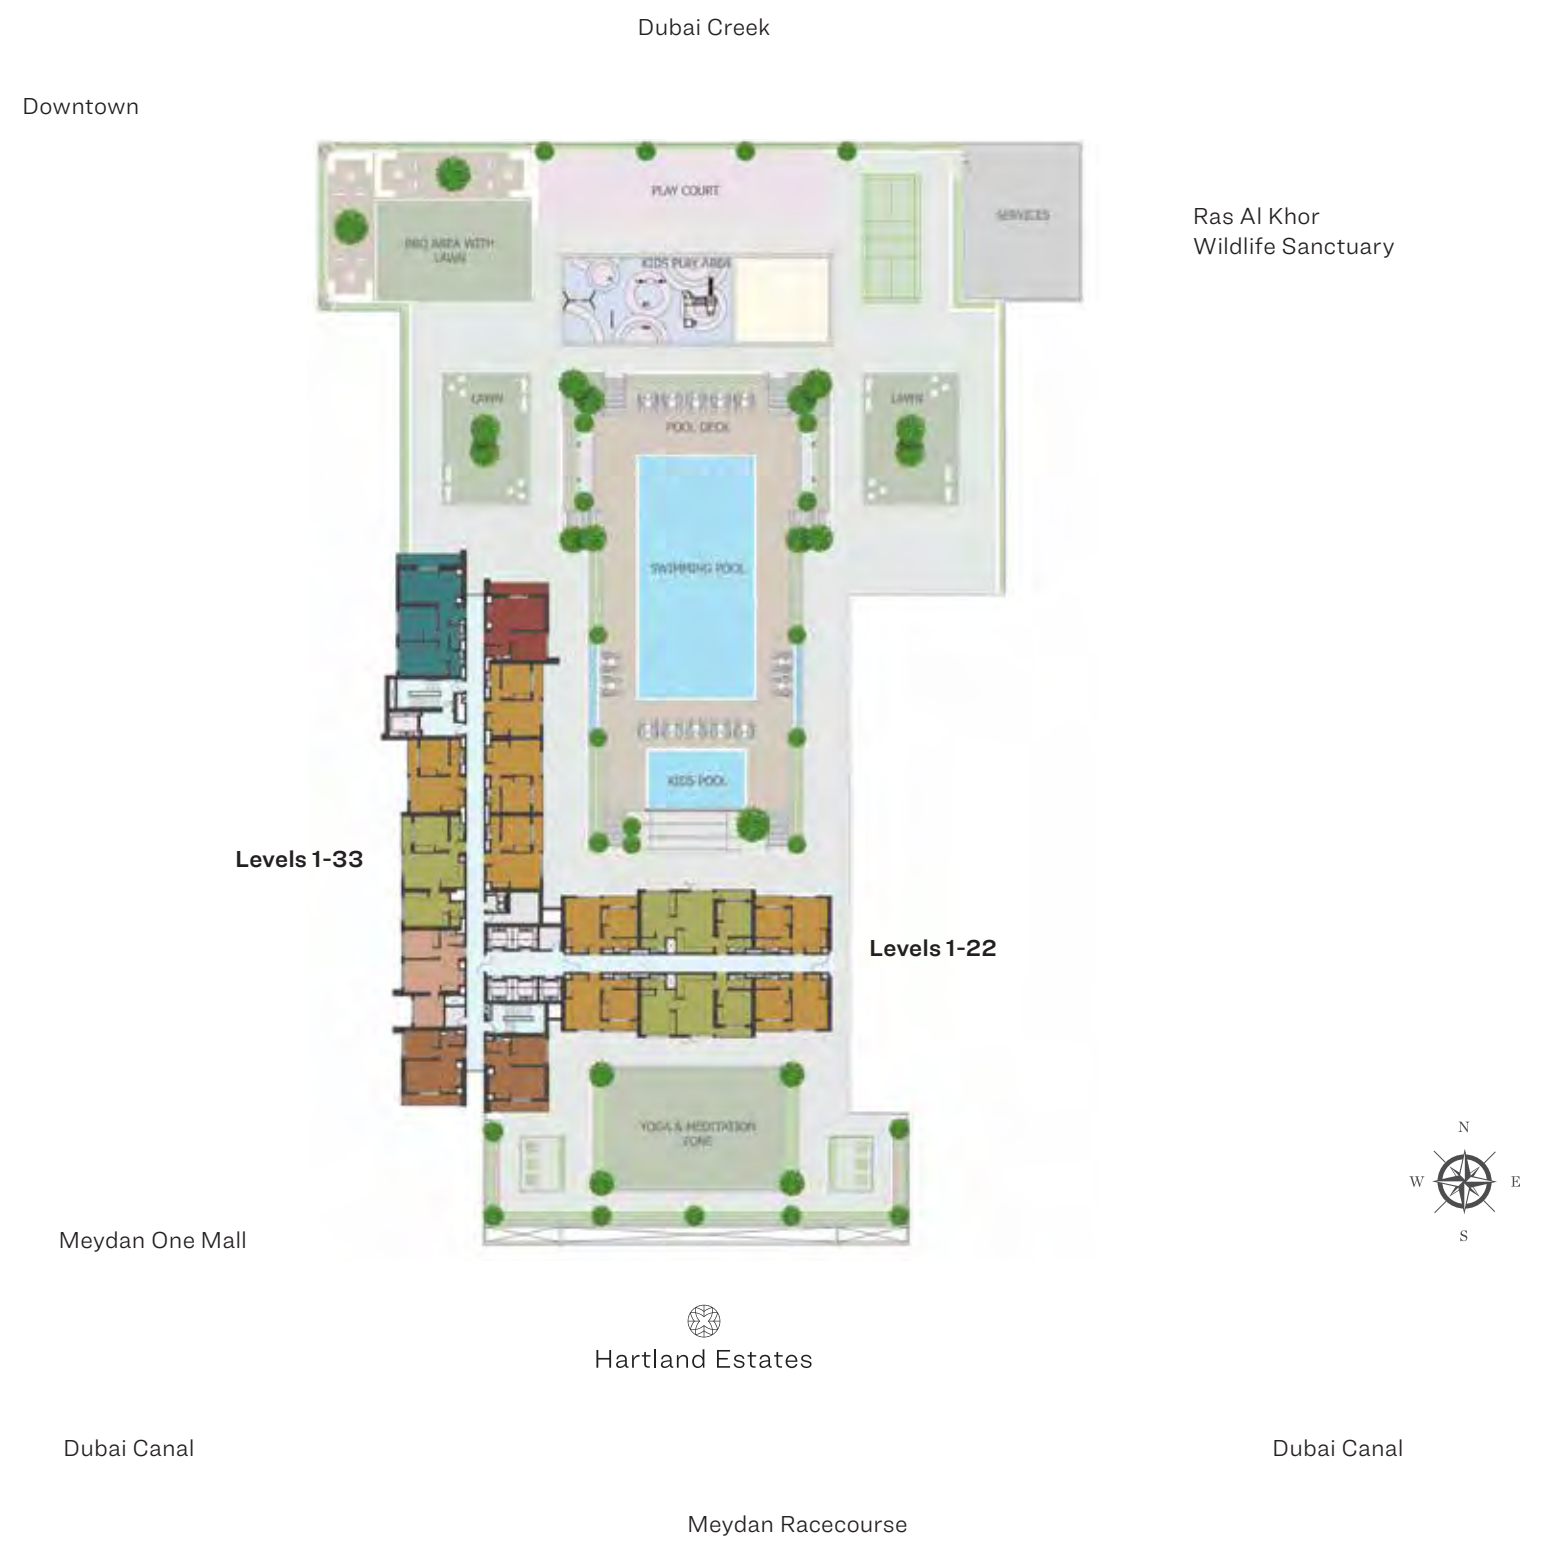 Dubai Creek
Downtown
PLAY COURT
SERVICES
Ras Al Khor
Wildlife Sanctuary
BBQ AREA WITH
LAWN
KIDS PLAY AREA
LAWN
LAWN
POOL DECK
SWIMMING POOL
KIDS POOL
Levels 1-33
Levels 1-22
YOGA & MEDITATION
ZONE
N
W
E
S
Meydan One Mall
Hartland Estates
Dubai Canal
Dubai Canal
Meydan Racecourse